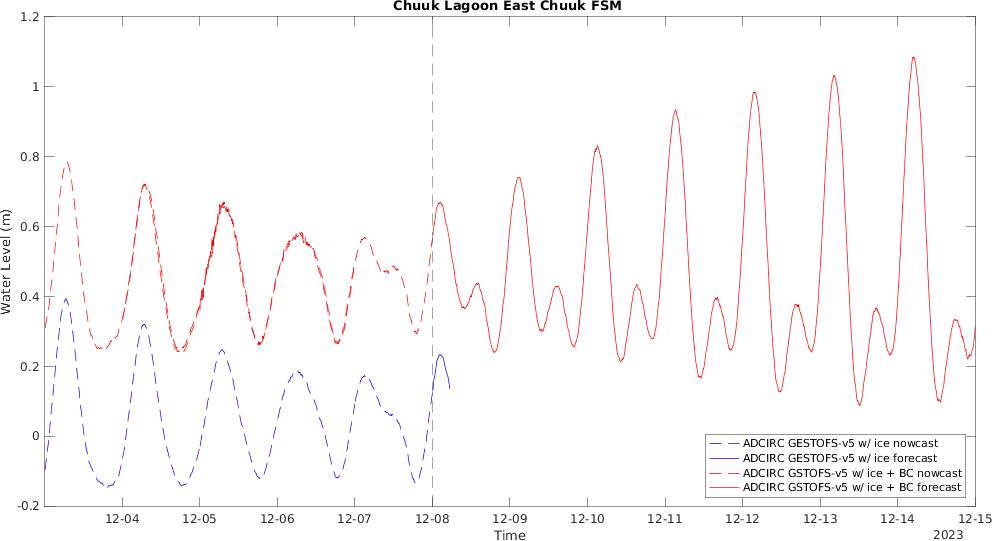 Chuuk Lagoon East Chuuk FSM
1.2
1
0.8
0.6
0.4
0.2
0
-0.2
Water Level (m)
ADCIRC GESTOFS-v5 w/ ice nowcast
ADCIRC GESTOFS-v5 w/ ice forecast
ADCIRC GSTOFS-v5 w/ ice + BC nowcast
ADCIRC GSTOFS-v5 w/ ice + BC forecast
12-04 12-05 12-06 12-07 12-08 12-09 12-10 12-11 12-12 12-13 12-14 12-15
Time
2023